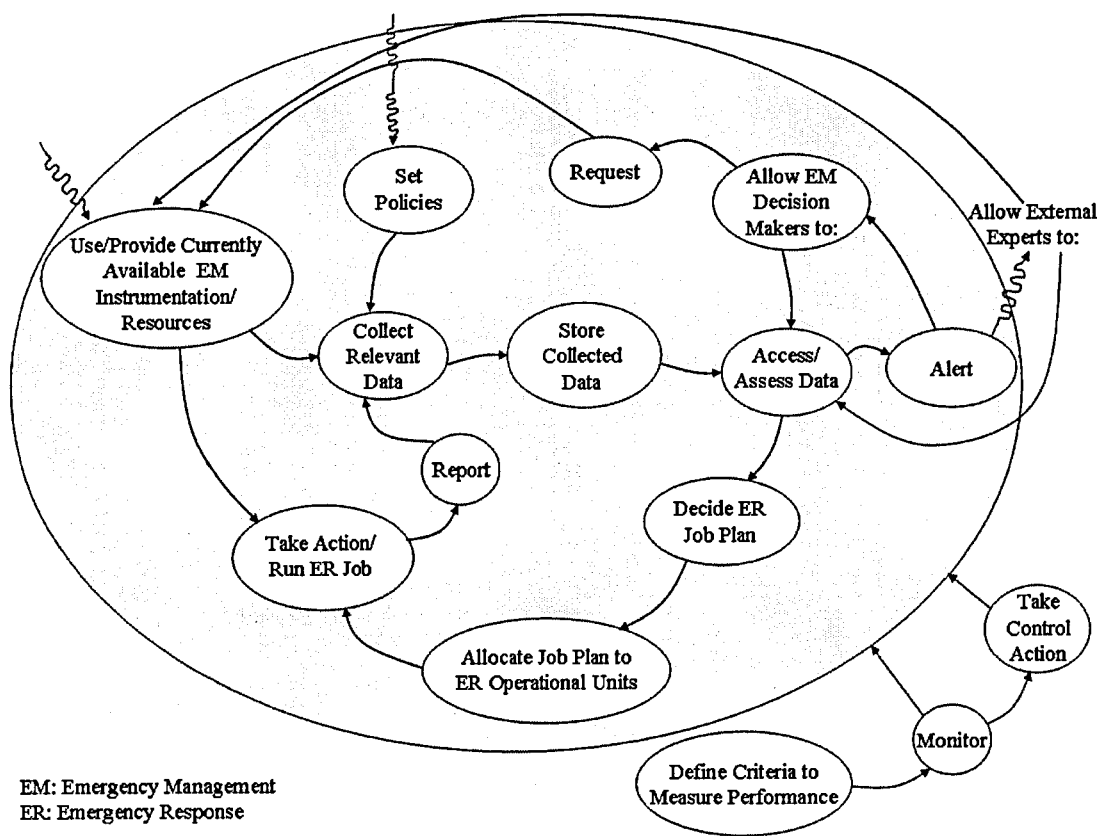 Set
Policies
Request
Allow EM
Decision
Makers to:
Allow External
Experts to:
Use/Provide Currently
Available EM
Instrumentation/
Resources
Collect
Relevant
Data
Store
Collected
Data
Access/
Assess Data
Alert
Report
Decide ER
Job Plan
Take Action/
Run ER Job
Allocate Job Plan to
ER Operational Units
Take
Control
Action
Monitor
Define Criteria to
Measure Performance
EM: Emergency Management
ER: Emergency Response